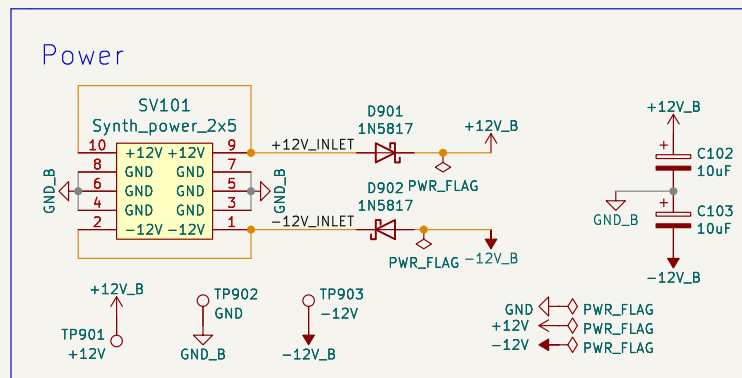 Power
SV101
Synth_power_2x5
10 +12V +12V 9
8 GND GND 7
6 GND GND 5
4 GND GND 3
2 -12V -12V 1
GND_B
GND_B
+12V_INLET
D901
1N5817
+12V_B
PWR_FLAG
-12V_INLET
D902
1N5817
PWR_FLAG
-12V_B
+12V_B
+
C102
10uF
GND_B
+
C103
10uF
-12V_B
+12V_B
TP901
+12V
TP902
GND
GND_B
TP903
-12V
-12V_B
GND PWR_FLAG
+12V PWR_FLAG
-12V PWR_FLAG